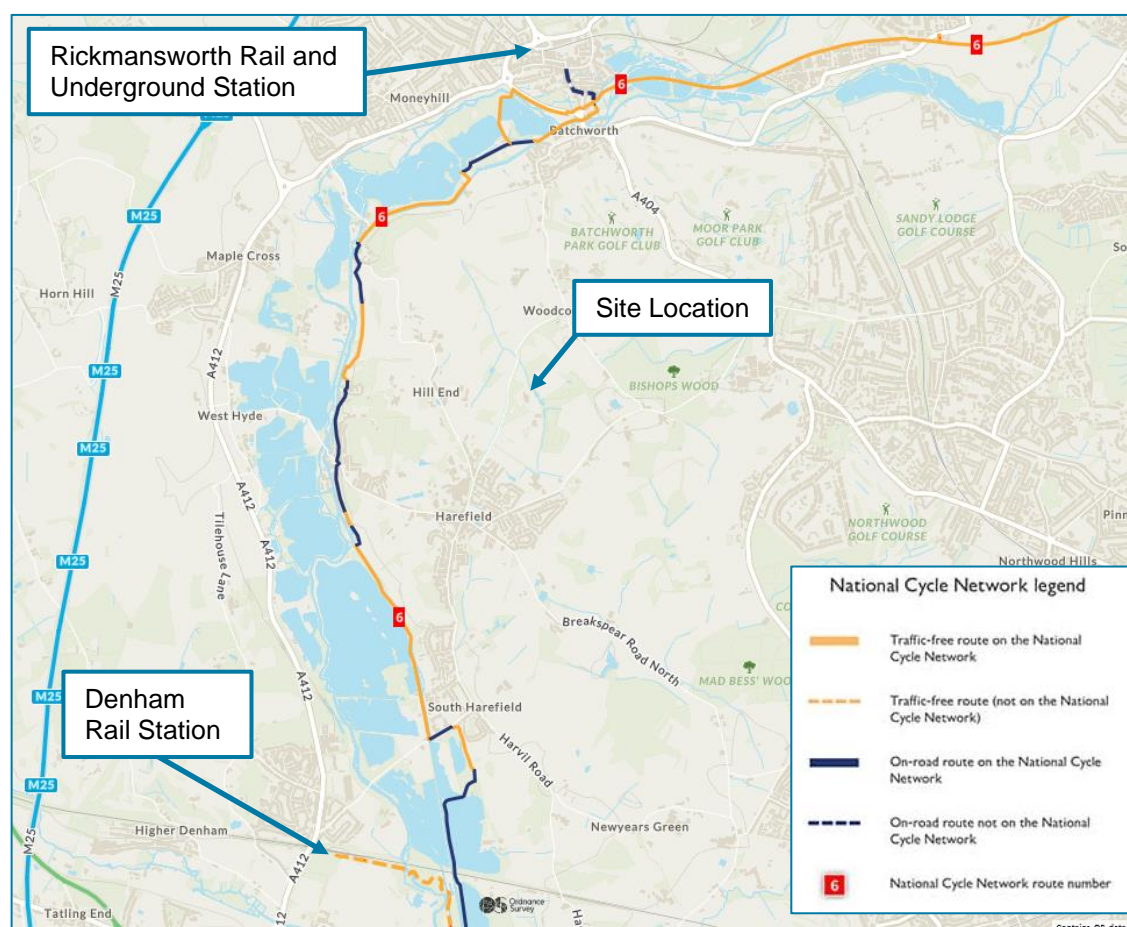 Rickmansworth Rail and
Underground Station
6
6
Moneyhill
M25
Batchworth
A404
BATCHWORTH
PARK GOLF CLUB
MOOR PARK
GOLF CLUB
SANDY LODGE
GOLF COURSE
M25
6
Maple Cross
Horn Hill
M25
A412
Site Location
M25
BISHOPS WOOD
Hill End
West Hyde
M25
A412
Harefield
Tilehouse Lane
A412
NORTHWOOD
GOLF COURSE
Northwood Hills
M25
6
Breakspear Road North
MAD BESS' WOOD
A412
Denham
Rail Station
South Harefield
Harvil Road
M25
Higher Denham
A412
Newyears Green
Tatling End
Ordnance
Survey
National Cycle Network legend
Traffic-free route on the National
Cycle Network
Traffic-free route (not on the National
Cycle Network)
On-road route on the National Cycle
Network
On-road route not on the National
Cycle Network
6
National Cycle Network route number